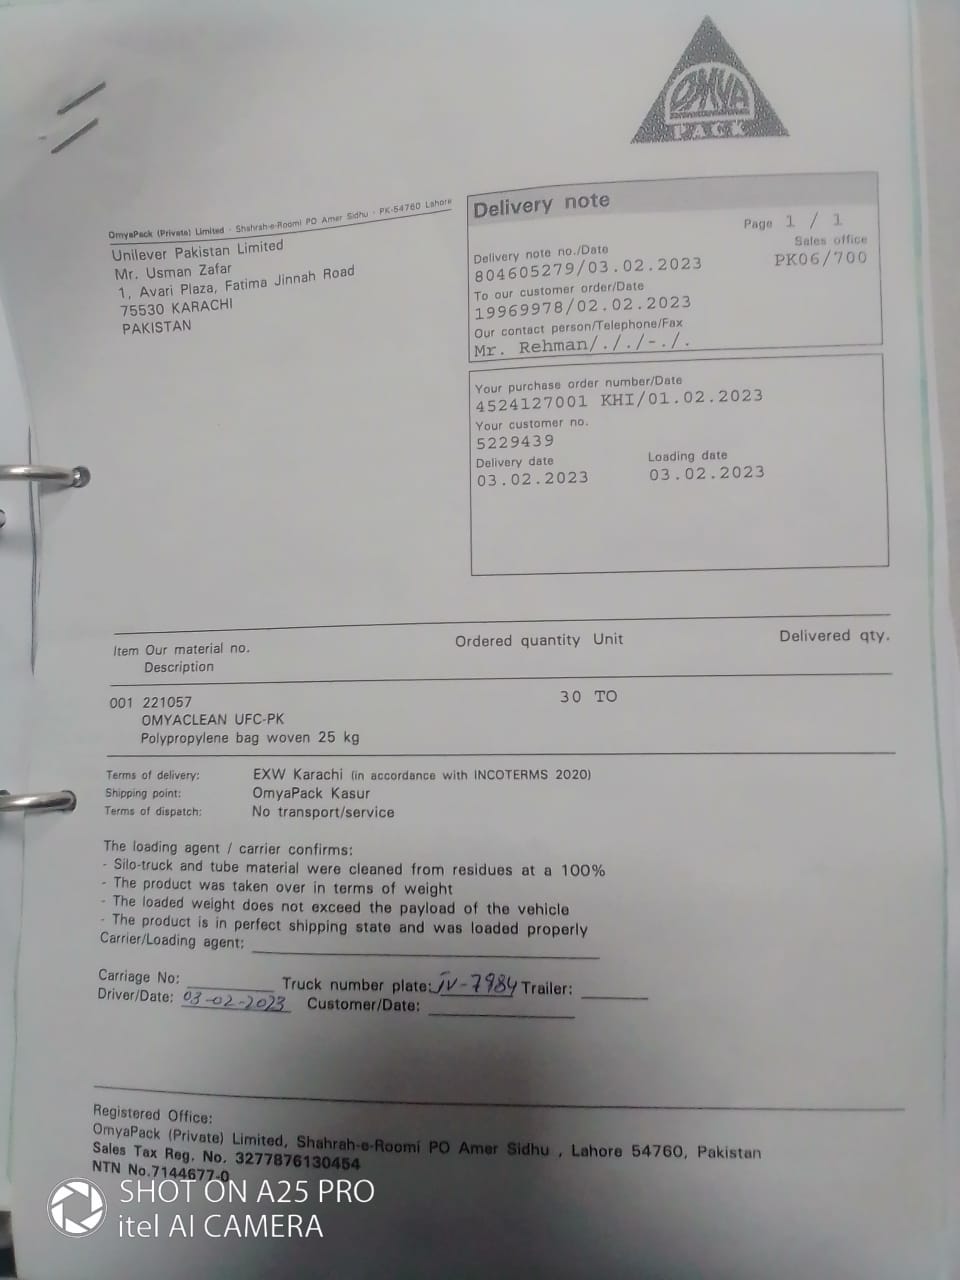 OMYA
PACK
OmyaPack (Private) Limited - Shahrah-e-Roomi PO Amer Sidhu - PK-54760 Lahore
Unilever Pakistan Limited
Mr. Usman Zafar
1, Avari Plaza, Fatima Jinnah Road
75530 KARACHI
PAKISTAN
Delivery note
Page 1 / 1
Delivery note no./Date
Sales office
804605279/03.02.2023
PK06/700
To our customer order/Date
19969978/02.02.2023
Our contact person/Telephone/Fax
Mr. Rehman/././-./.
Your purchase order number/Date
4524127001 KHI/01.02.2023
Your customer no.
5229439
Delivery date Loading date
03.02.2023 03.02.2023
Item Our material no. Ordered quantity Unit Delivered qty.
Description
001 221057 30 TO
OMYACLEAN UFC-PK
Polypropylene bag woven 25 kg
Terms of delivery: EXW Karachi (in accordance with INCOTERMS 2020)
Shipping point: OmyaPack Kasur
Terms of dispatch: No transport/service
The loading agent / carrier confirms:
- Silo-truck and tube material were cleaned from residues at a 100%
- The product was taken over in terms of weight
- The loaded weight does not exceed the payload of the vehicle
- The product is in perfect shipping state and was loaded properly
Carrier/Loading agent:
Carriage No: Truck number plate: JV-7984 Trailer:
Driver/Date: 03-02-2023 Customer/Date:
Registered Office:
OmyaPack (Private) Limited, Shahrah-e-Roomi PO Amer Sidhu , Lahore 54760, Pakistan
Sales Tax Reg. No. 3277876130454
NTN No.7144677-0
SHOT ON A25 PRO
itel AI CAMERA